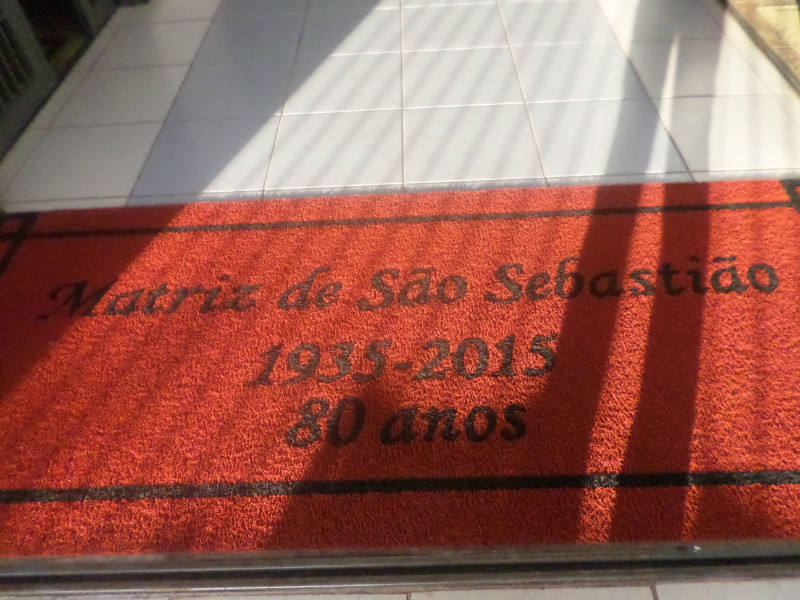 Matriz de São Sebastião
1935-2015
80 anos